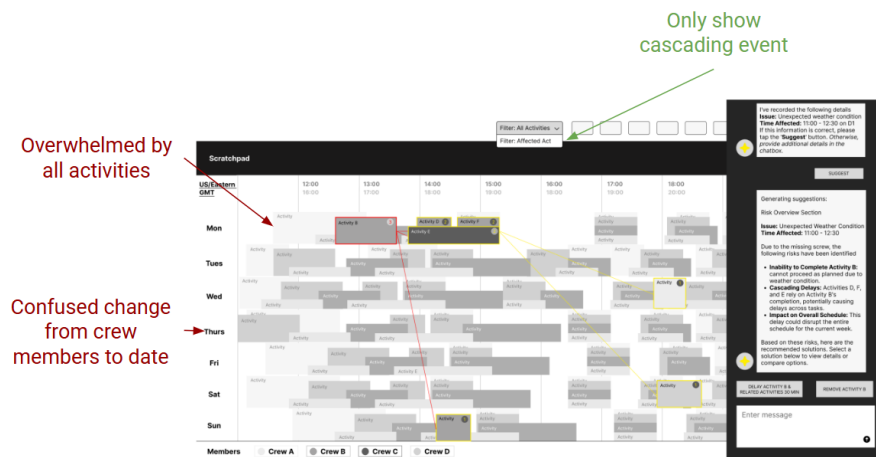 Only show
cascading event
Overwhelmed by
all activities
Confused change
from crew
members to date
Filter: All Activities
Filter: Affected Act
Scratchpad
US/Eastern 12:00 13:00 14:00 15:00 16:00 17:00 18:00
GMT 16:00 17:00 18:00 19:00 18:00 19:00 20:00
Mon
Activity
Activity B
Activity D
Activity F
Activity E
Tues
Activity
Wed
Activity
Thurs
Activity
Fri
Activity
Activity E
Sat
Activity
Sun
Activity
Members Crew A Crew B Crew C Crew D
I've recorded the following details
Issue: Unexpected weather condition
Time Affected: 11:00 - 12:30 on D1
If this information is correct, please
tap the 'Suggest' button. Otherwise,
provide additional details in the
chatbox.
SUGGEST
Generating suggestions:
Risk Overview Section
Issue: Unexpected Weather Condition
Time Affected: 11:00 - 12:30
Due to the missing screw, the
following risks have been identified
• Inability to Complete Activity B:
cannot proceed as planned due to
weather condition.
• Cascading Delays: Activities D, F,
and E rely on Activity B's
completion, potentially causing
delays across tasks.
• Impact on Overall Schedule: This
delay could disrupt the entire
schedule for the current week.
Based on these risks, here are the
recommended solutions. Select a
solution below to view details or
compare options.
DELAY ACTIVITY B &
RELATED ACTIVITIES 30 MIN
REMOVE ACTIVITY B
Enter message